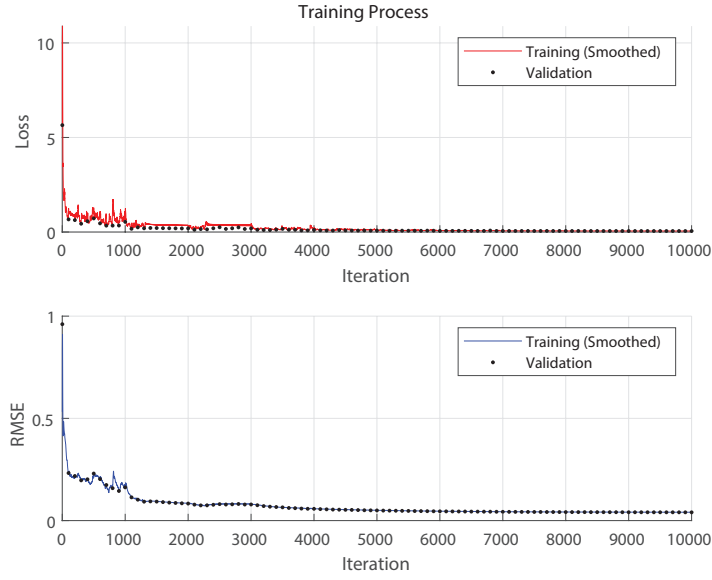 Training Process
10
5
0
Loss
Training (Smoothed)
Validation
0 1000 2000 3000 4000 5000 6000 7000 8000 9000 10000
Iteration
1
0.5
0
RMSE
Training (Smoothed)
Validation
0 1000 2000 3000 4000 5000 6000 7000 8000 9000 10000
Iteration